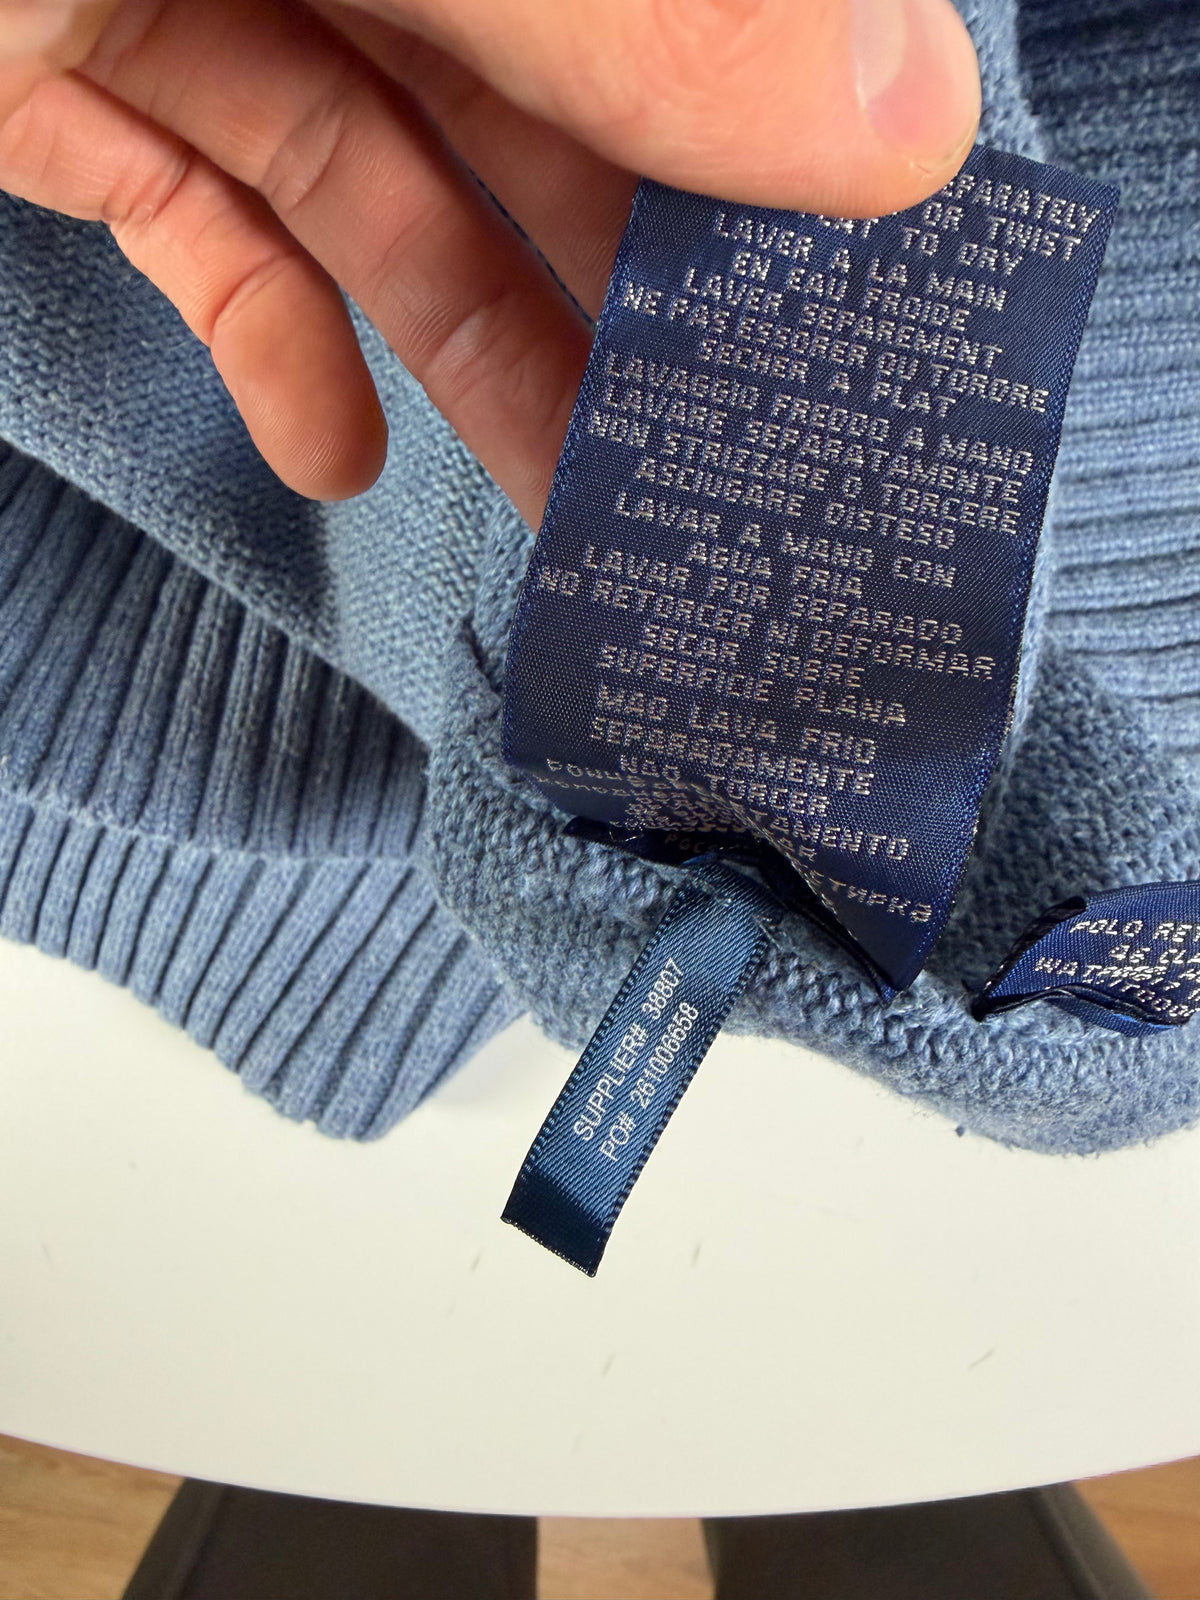 SEPARATELY
OR TWIST
TO DRY
LAVER A LA MAIN
EN EAU FROIDE
LAVER SEPAREMENT
NE PAS ESSORER OU TORDRE
SECHER A PLAT
LAVAGGIO FREDDO A MANO
LAVARE SEPARATAMENTE
NON STRIZZARE O TORCERE
ASCIUGARE DISTESO
LAVAR A MANO CON
AGUA FRIA
LAVAR POR SEPARADO
NO RETORCER NI DEFORMAR
SECAR SOBRE
SUPERFICIE PLANA
MAO LAVA FRIO
SEPARADAMENTE
NAO TORCER
SUPPLIER# 38807
PO# 261006658
POLO
46